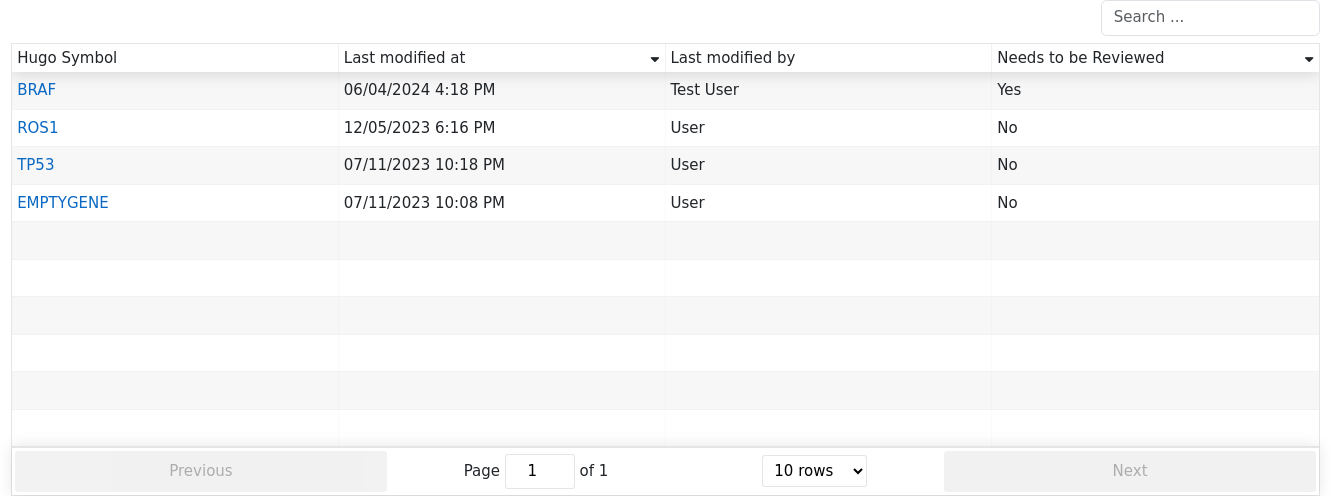 Search ...
Hugo Symbol Last modified at Last modified by Needs to be Reviewed
BRAF 06/04/2024 4:18 PM Test User Yes
ROS1 12/05/2023 6:16 PM User No
TP53 07/11/2023 10:18 PM User No
EMPTYGENE 07/11/2023 10:08 PM User No
Previous Page 1 of 1 10 rows Next